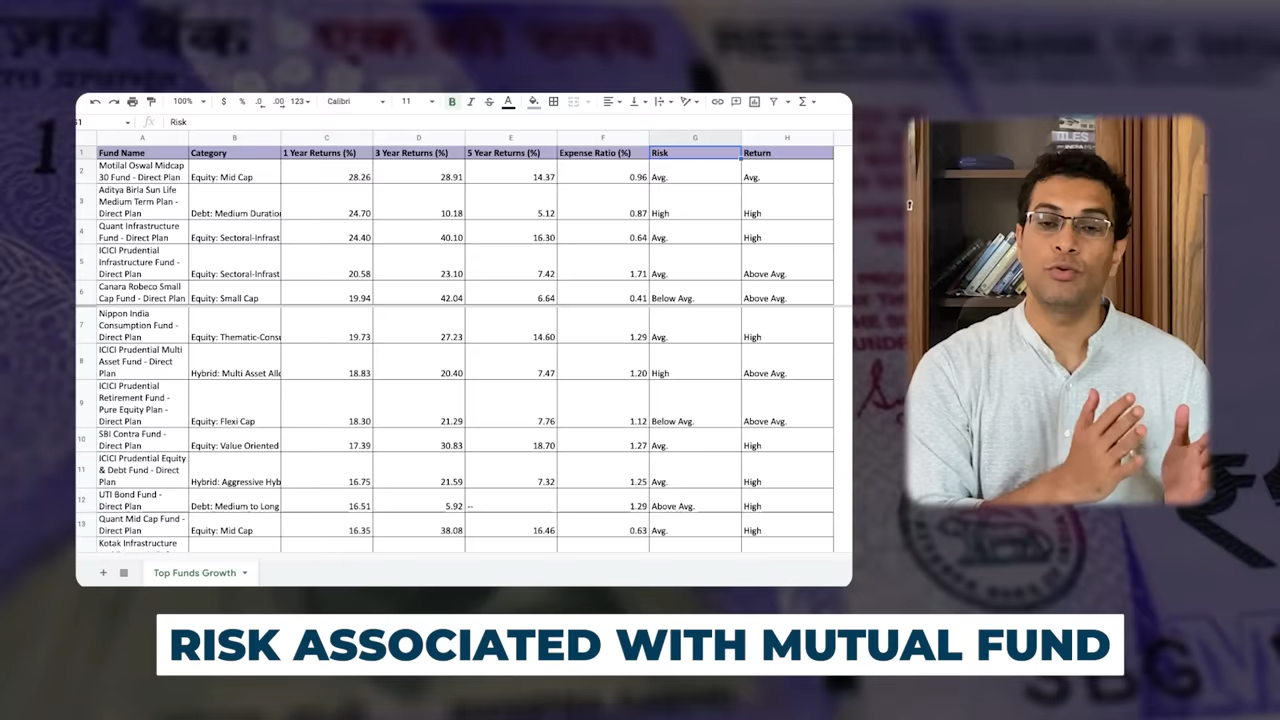 ज़र्व बैंक
एक सौ रुपये
RESERVE BANK OF
1
100%
$ % .0 .00 123
Calibri
11
B I S A
G1
fx
Risk
A B C D E F G H
1 Fund Name Category 1 Year Returns (%) 3 Year Returns (%) 5 Year Returns (%) Expense Ratio (%) Risk Return
Motilal Oswal Midcap
2 30 Fund - Direct Plan Equity: Mid Cap 28.26 28.91 14.37 0.96 Avg. Avg.
Aditya Birla Sun Life
3 Medium Term Plan -
Direct Plan Debt: Medium Duration 24.70 10.18 5.12 0.87 High High
Quant Infrastructure
4 Fund - Direct Plan Equity: Sectoral-Infrast 24.40 40.10 16.30 0.64 Avg. High
ICICI Prudential
5 Infrastructure Fund -
Direct Plan Equity: Sectoral-Infrast 20.58 23.10 7.42 1.71 Avg. Above Avg.
Canara Robeco Small
6 Cap Fund - Direct Plan Equity: Small Cap 19.94 42.04 6.64 0.41 Below Avg. Above Avg.
Nippon India
7 Consumption Fund -
Direct Plan Equity: Thematic-Consu 19.73 27.23 14.60 1.29 Avg. High
ICICI Prudential Multi
8 Asset Fund - Direct
Plan Hybrid: Multi Asset Allo 18.83 20.40 7.47 1.20 High Above Avg.
ICICI Prudential
9 Retirement Fund -
Pure Equity Plan -
Direct Plan Equity: Flexi Cap 18.30 21.29 7.76 1.12 Below Avg. Above Avg.
SBI Contra Fund -
10 Direct Plan Equity: Value Oriented 17.39 30.83 18.70 1.27 Avg. High
ICICI Prudential Equity
11 & Debt Fund - Direct
Plan Hybrid: Aggressive Hyb 16.75 21.59 7.32 1.25 Avg. High
UTI Bond Fund -
12 Direct Plan Debt: Medium to Long 16.51 5.92 -- 1.29 Above Avg. High
Quant Mid Cap Fund -
13 Direct Plan Equity: Mid Cap 16.35 38.08 16.46 0.63 Avg. High
Kotak Infrastructure
+ Top Funds Growth
RISK ASSOCIATED WITH MUTUAL FUND